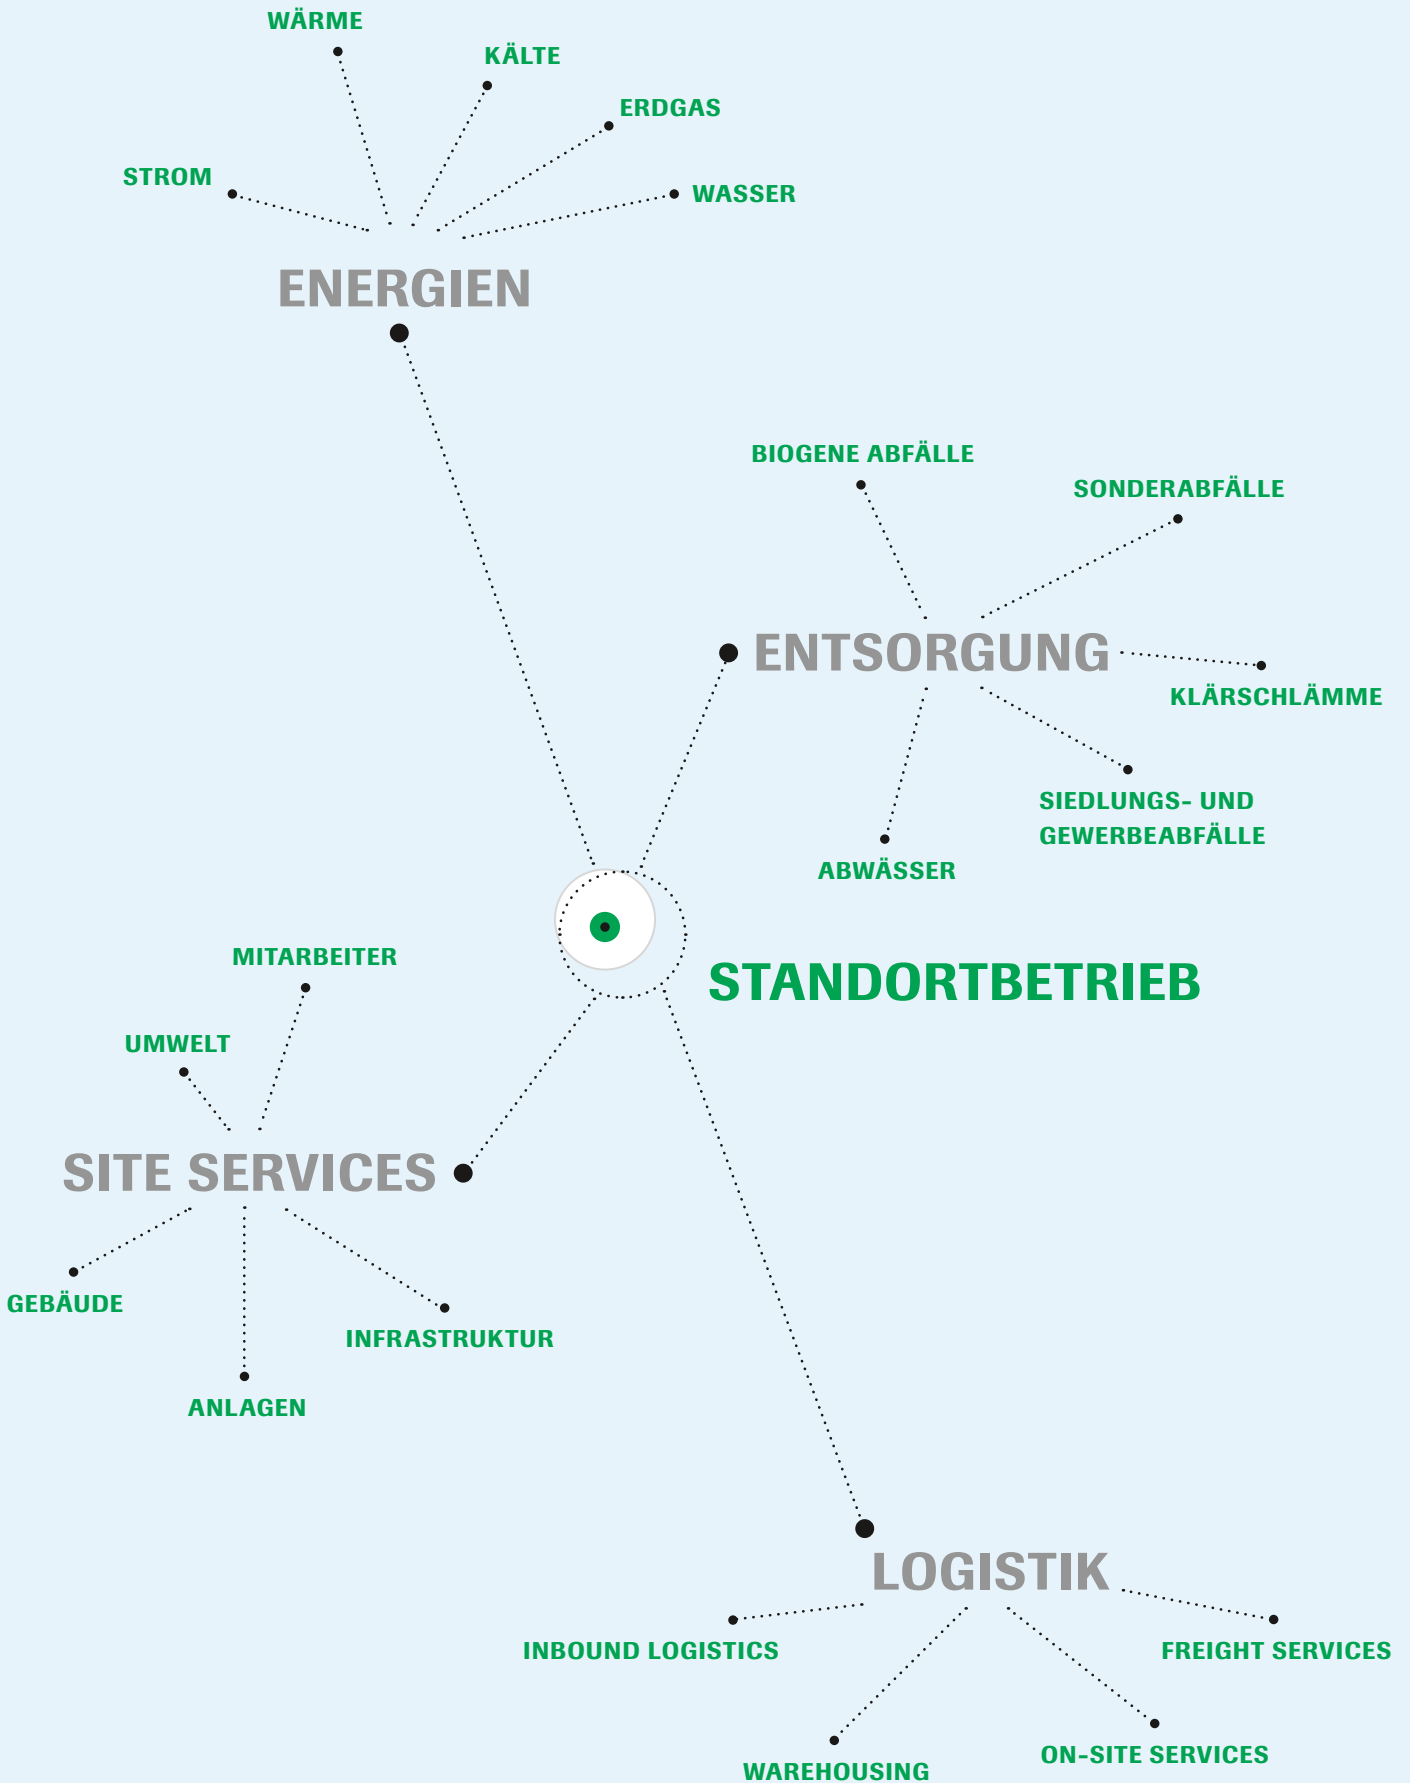 WÄRME
KÄLTE
ERDGAS
STROM
WASSER
ENERGIEN
BIOGENE ABFÄLLE
SONDERABFÄLLE
ENTSORGUNG
KLÄRSCHLÄMME
SIEDLUNGS- UND
GEWERBEABFÄLLE
ABWÄSSER
STANDORTBETRIEB
MITARBEITER
UMWELT
SITE SERVICES
GEBÄUDE
INFRASTRUKTUR
ANLAGEN
LOGISTIK
INBOUND LOGISTICS
FREIGHT SERVICES
ON-SITE SERVICES
WAREHOUSING